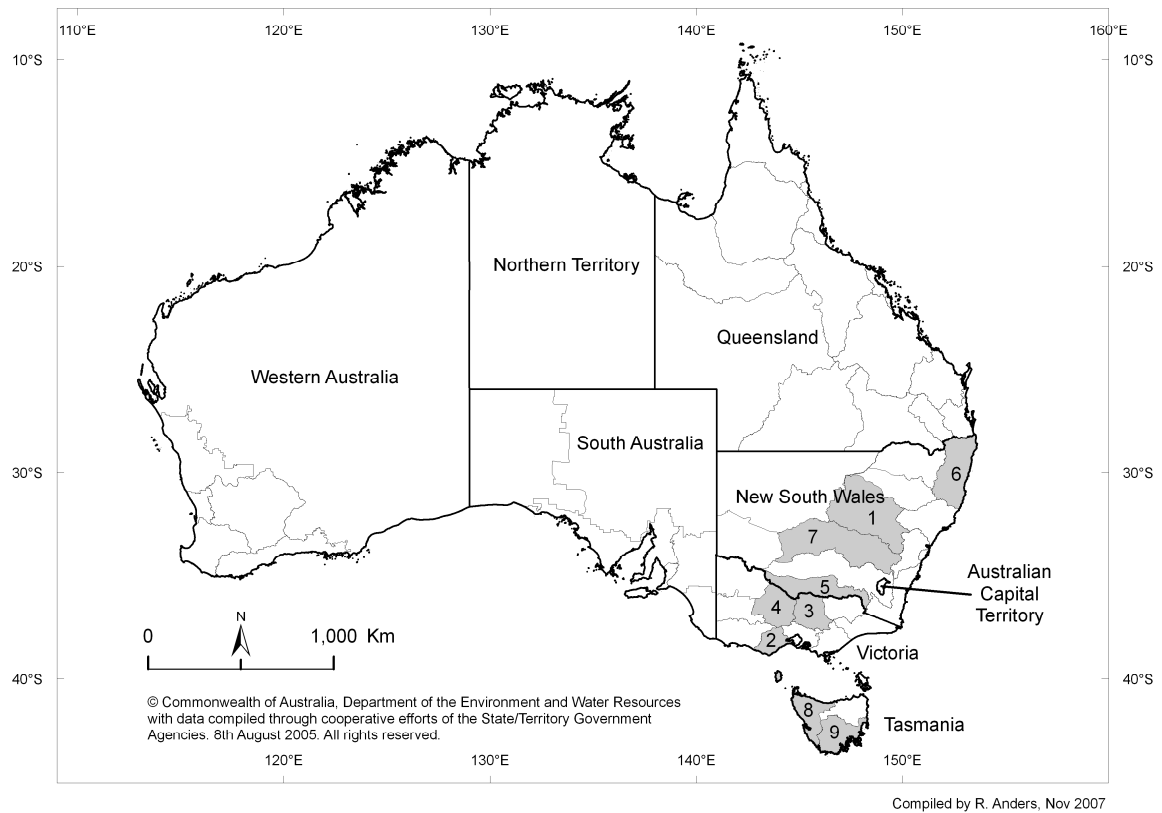 110°E 120°E 130°E 140°E 150°E 160°E
10°S 10°S
Northern Territory
20°S 20°S
Queensland
Western Australia
South Australia
30°S 6 30°S
New South Wales
1
7
Australian
Capital
Territory
5
4 3
N
0 1,000 Km
2
Victoria
40°S 40°S
© Commonwealth of Australia, Department of the Environment and Water Resources
with data compiled through cooperative efforts of the State/Territory Government
Agencies. 8th August 2005. All rights reserved.
8
Tasmania
9
120°E 130°E 140°E 150°E
Compiled by R. Anders, Nov 2007